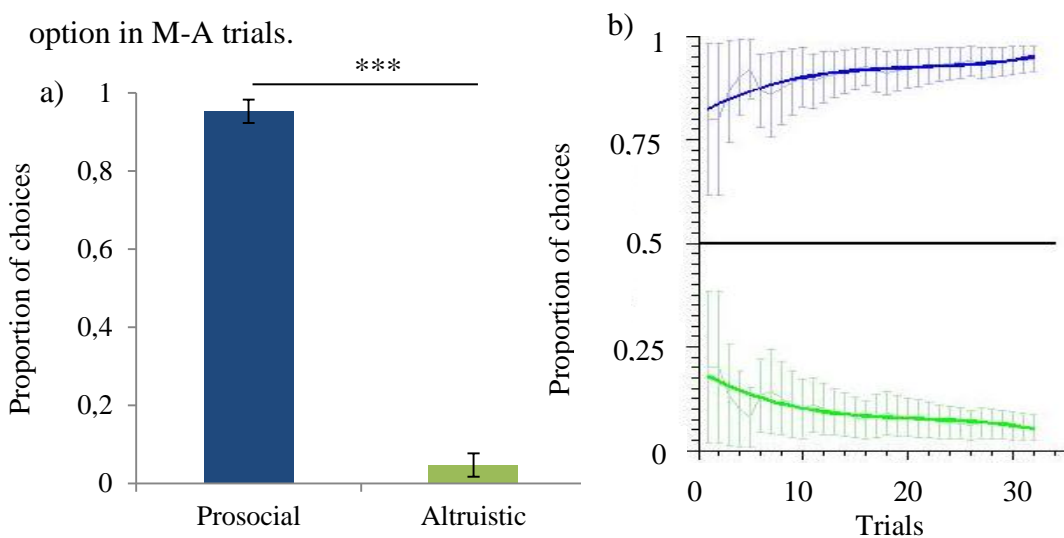 option in M-A trials.
a)
***
Proportion of choices
1
0,8
0,6
0,4
0,2
0
Prosocial
Altruistic
b)
Proportion of choices
1
0,75
0,5
0,25
0
0
10
20
30
Trials